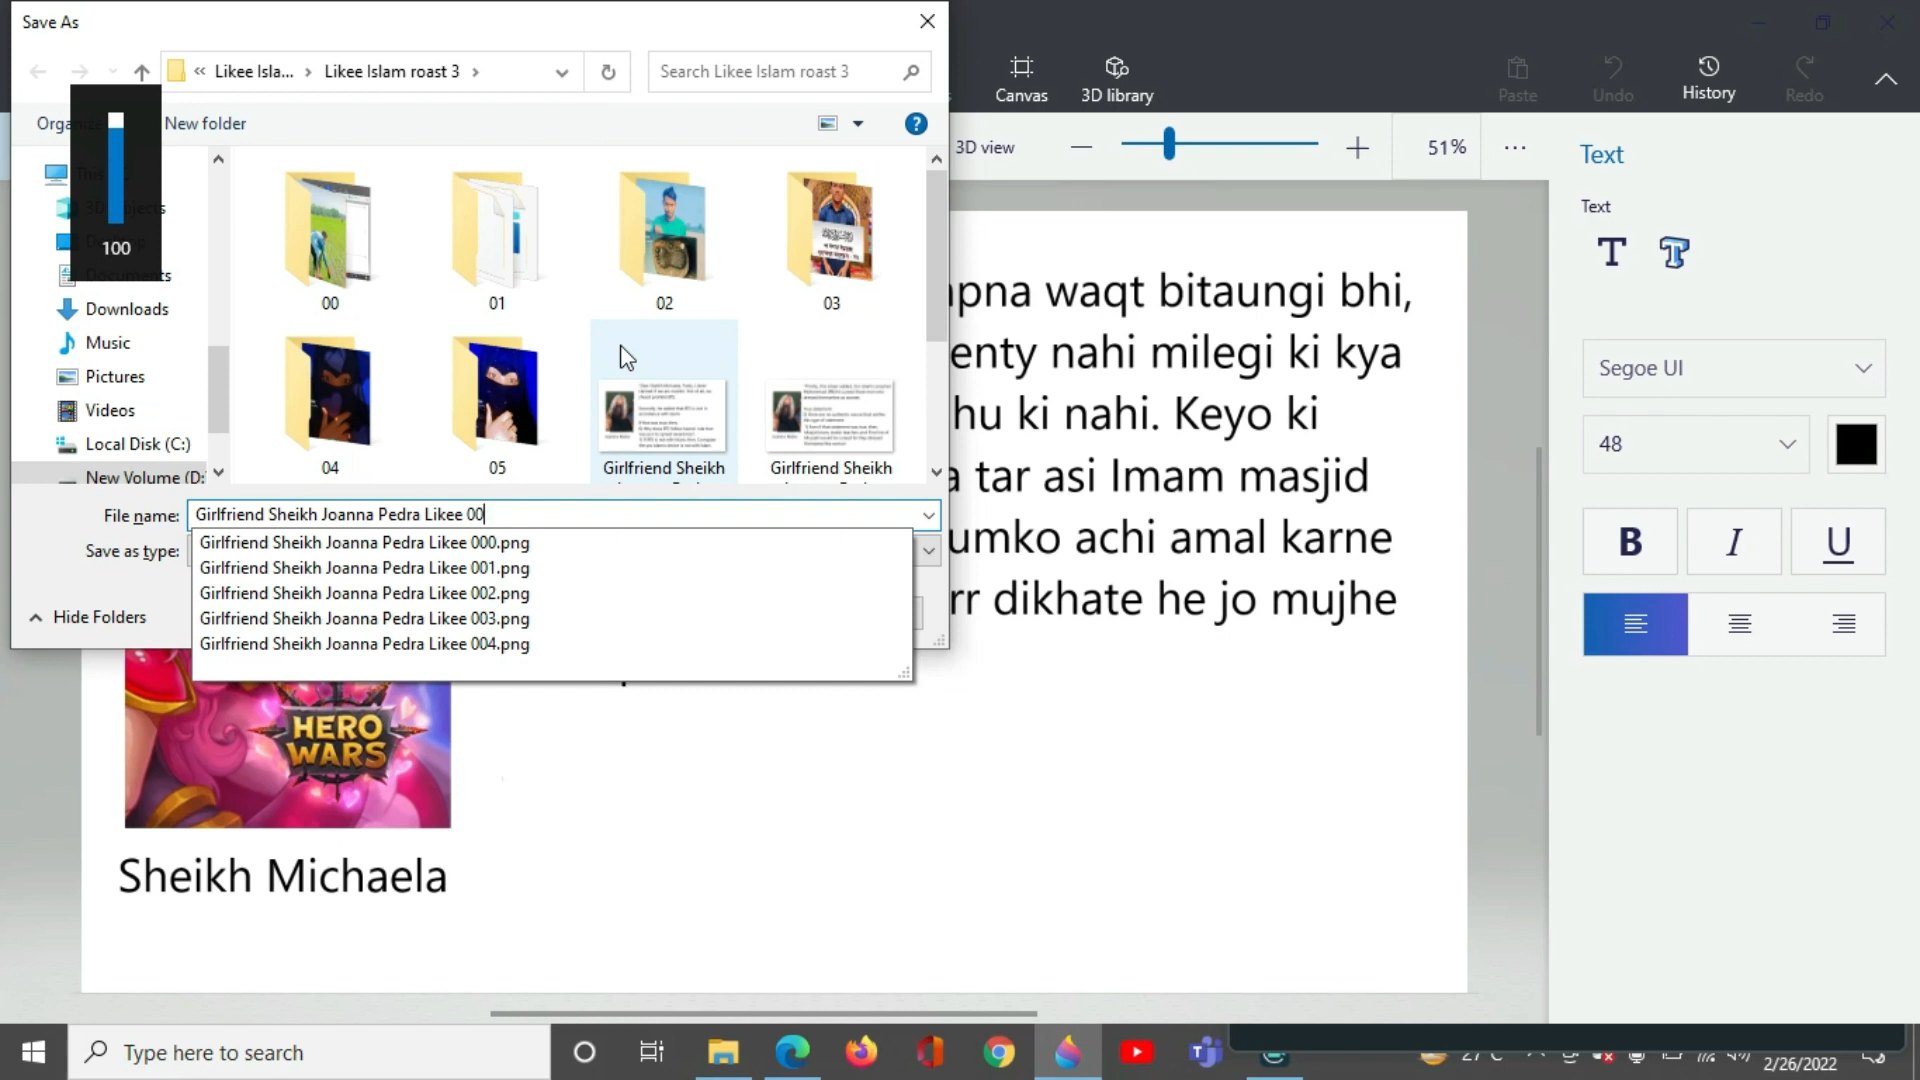 Save As
« Likee Isla... › Likee Islam roast 3 ›
Search Likee Islam roast 3
New folder
Downloads
Music
Pictures
Videos
Local Disk (C:)
New Volume (D:
100
00
01
02
03
04
05
Girlfriend Sheikh
Girlfriend Sheikh
File name:
Girlfriend Sheikh Joanna Pedra Likee 00
Save as type:
Girlfriend Sheikh Joanna Pedra Likee 000.png
Girlfriend Sheikh Joanna Pedra Likee 001.png
Girlfriend Sheikh Joanna Pedra Likee 002.png
Girlfriend Sheikh Joanna Pedra Likee 003.png
Girlfriend Sheikh Joanna Pedra Likee 004.png
Hide Folders
Canvas
3D library
Paste
Undo
History
Redo
3D view
51%
Text
Text
Segoe UI
48
B
I
U
apna waqt bitaungi bhi,
enty nahi milegi ki kya
hu ki nahi. Keyo ki
a tar asi Imam masjid
umko achi amal karne
rr dikhate he jo mujhe
HERO
WARS
Sheikh Michaela
Type here to search
27°C
2/26/2022